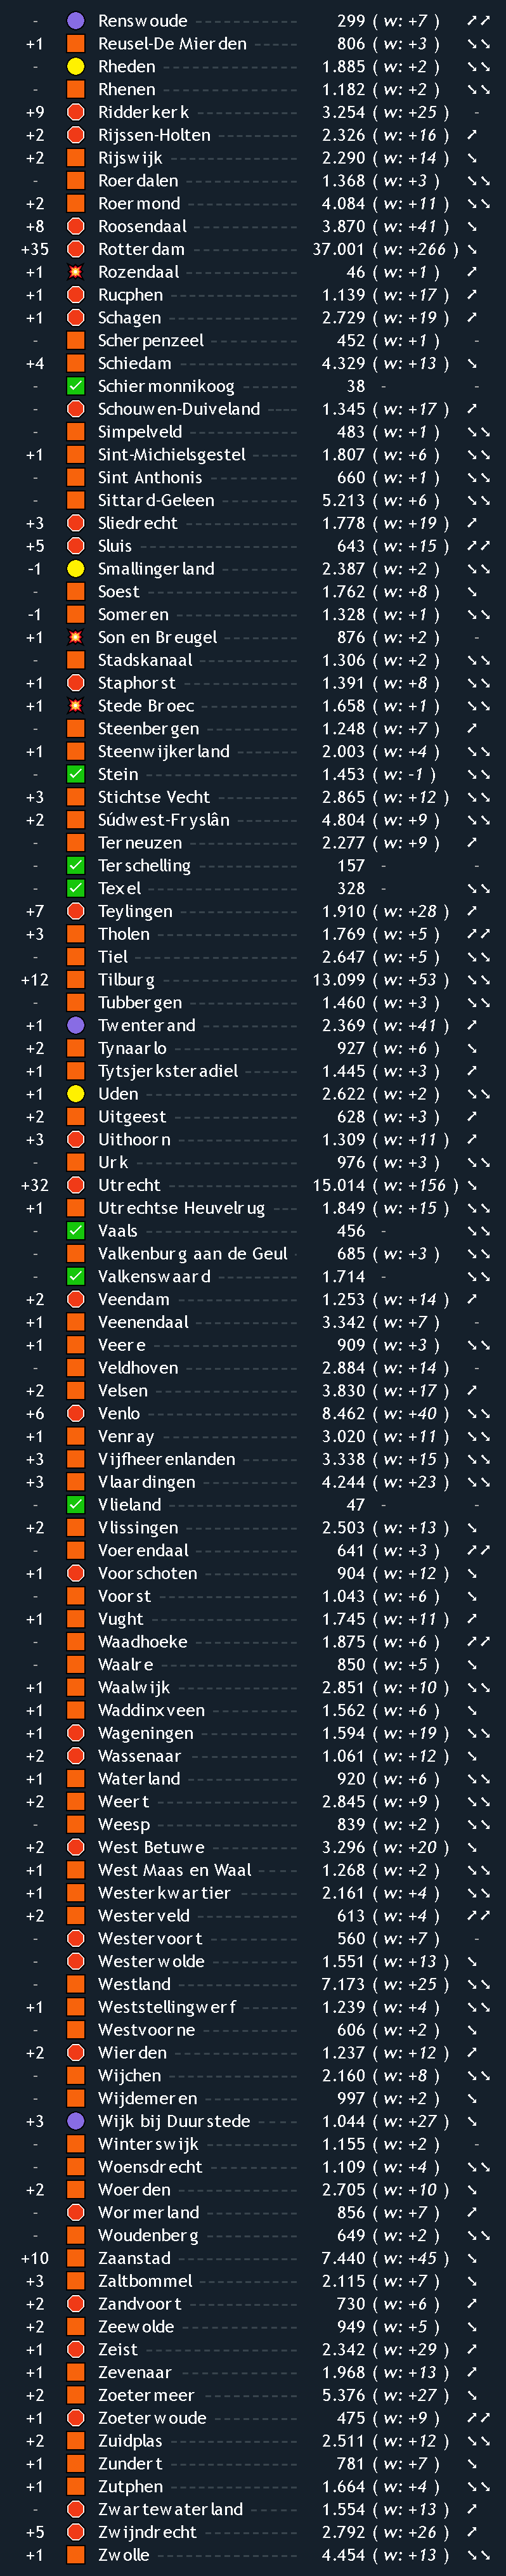 - Renswoude 299 ( w: +7 ) ↗↗
+1 Reusel-De Mierden 806 ( w: +3 ) ↘↘
- Rheden 1.885 ( w: +2 ) ↘↘
- Rhenen 1.182 ( w: +2 ) ↘↘
+9 Ridderkerk 3.254 ( w: +25 ) -
+2 Rijssen-Holten 2.326 ( w: +16 ) ↗
+2 Rijswijk 2.290 ( w: +14 ) ↘
- Roerdalen 1.368 ( w: +3 ) ↘↘
+2 Roermond 4.084 ( w: +11 ) ↘↘
+8 Roosendaal 3.870 ( w: +41 ) ↘
+35 Rotterdam 37.001 ( w: +266 ) ↘
+1 Rozendaal 46 ( w: +1 ) ↗
+1 Rucphen 1.139 ( w: +17 ) ↗
+1 Schagen 2.729 ( w: +19 ) ↗
- Scherpenzeel 452 ( w: +1 ) -
+4 Schiedam 4.329 ( w: +13 ) ↘
- Schiermonnikoog 38 - -
- Schouwen-Duiveland 1.345 ( w: +17 ) ↗
- Simpelveld 483 ( w: +1 ) ↘↘
+1 Sint-Michielsgestel 1.807 ( w: +6 ) ↘↘
- Sint Anthonis 660 ( w: +1 ) ↘↘
- Sittard-Geleen 5.213 ( w: +6 ) ↘↘
+3 Sliedrecht 1.778 ( w: +19 ) ↗
+5 Sluis 643 ( w: +15 ) ↗↗
-1 Smallingerland 2.387 ( w: +2 ) ↘↘
- Soest 1.762 ( w: +8 ) ↘
-1 Someren 1.328 ( w: +1 ) ↘↘
+1 Son en Breugel 876 ( w: +2 ) -
- Stadskanaal 1.306 ( w: +2 ) ↘↘
+1 Staphorst 1.391 ( w: +8 ) ↘↘
+1 Stede Broec 1.658 ( w: +1 ) ↘↘
- Steenbergen 1.248 ( w: +7 ) ↗
+1 Steenwijkerland 2.003 ( w: +4 ) ↘↘
- Stein 1.453 ( w: -1 ) ↘↘
+3 Stichtse Vecht 2.865 ( w: +12 ) ↘↘
+2 Súdwest-Fryslân 4.804 ( w: +9 ) ↘↘
- Terneuzen 2.277 ( w: +9 ) ↗
- Terschelling 157 - -
- Texel 328 - ↘↘
+7 Teylingen 1.910 ( w: +28 ) ↗
+3 Tholen 1.769 ( w: +5 ) ↗↗
- Tiel 2.647 ( w: +5 ) ↘↘
+12 Tilburg 13.099 ( w: +53 ) ↘↘
- Tubbergen 1.460 ( w: +3 ) ↘↘
+1 Twenterand 2.369 ( w: +41 ) ↗
+2 Tynaarlo 927 ( w: +6 ) ↘
+1 Tytsjerksteradiel 1.445 ( w: +3 ) ↗
+1 Uden 2.622 ( w: +2 ) ↘↘
+2 Uitgeest 628 ( w: +3 ) ↗
+3 Uithoorn 1.309 ( w: +11 ) ↗
- Urk 976 ( w: +3 ) ↘↘
+32 Utrecht 15.014 ( w: +156 ) ↘
+1 Utrechtse Heuvelrug 1.849 ( w: +15 ) ↘↘
- Vaals 456 - ↘↘
- Valkenburg aan de Geul 685 ( w: +3 ) ↘↘
- Valkenswaard 1.714 - ↘↘
+2 Veendam 1.253 ( w: +14 ) ↗
+1 Veenendaal 3.342 ( w: +7 ) -
+1 Veere 909 ( w: +3 ) ↘↘
- Veldhoven 2.884 ( w: +14 ) -
+2 Velsen 3.830 ( w: +17 ) ↗
+6 Venlo 8.462 ( w: +40 ) ↘↘
+1 Venray 3.020 ( w: +11 ) ↘↘
+3 Vijfheerenlanden 3.338 ( w: +15 ) ↘↘
+3 Vlaardingen 4.244 ( w: +23 ) ↘↘
- Vlieland 47 - -
+2 Vlissingen 2.503 ( w: +13 ) ↘
- Voerendaal 641 ( w: +3 ) ↗↗
+1 Voorschoten 904 ( w: +12 ) ↘
- Voorst 1.043 ( w: +6 ) ↘
+1 Vught 1.745 ( w: +11 ) ↗
- Waadhoeke 1.875 ( w: +6 ) ↗↗
- Waalre 850 ( w: +5 ) ↘
+1 Waalwijk 2.851 ( w: +10 ) ↘↘
+1 Waddinxveen 1.562 ( w: +6 ) ↘
+1 Wageningen 1.594 ( w: +19 ) ↘↘
+2 Wassenaar 1.061 ( w: +12 ) ↘
+1 Waterland 920 ( w: +6 ) ↘↘
+2 Weert 2.845 ( w: +9 ) ↘↘
- Weesp 839 ( w: +2 ) ↘↘
+2 West Betuwe 3.296 ( w: +20 ) ↘
+1 West Maas en Waal 1.268 ( w: +2 ) ↘↘
+1 Westerkwartier 2.161 ( w: +4 ) ↘↘
+2 Westerveld 613 ( w: +4 ) ↗↗
- Westervoort 560 ( w: +7 ) -
- Westerwolde 1.551 ( w: +13 ) ↘
- Westland 7.173 ( w: +25 ) ↘↘
+1 Weststellingwerf 1.239 ( w: +4 ) ↘↘
- Westvoorne 606 ( w: +2 ) ↘
+2 Wierden 1.237 ( w: +12 ) ↗
- Wijchen 2.160 ( w: +8 ) ↘↘
- Wijdemeren 997 ( w: +2 ) ↘
+3 Wijk bij Duurstede 1.044 ( w: +27 ) ↘
- Winterswijk 1.155 ( w: +2 ) -
- Woensdrecht 1.109 ( w: +4 ) ↘↘
+2 Woerden 2.705 ( w: +10 ) ↘
- Wormerland 856 ( w: +7 ) ↗
- Woudenberg 649 ( w: +2 ) ↘↘
+10 Zaanstad 7.440 ( w: +45 ) ↘
+3 Zaltbommel 2.115 ( w: +7 ) ↘
+2 Zandvoort 730 ( w: +6 ) ↗
+2 Zeewolde 949 ( w: +5 ) ↘
+1 Zeist 2.342 ( w: +29 ) ↗
+1 Zevenaar 1.968 ( w: +13 ) ↗
+2 Zoetermeer 5.376 ( w: +27 ) ↘
+1 Zoeterwoude 475 ( w: +9 ) ↗↗
+2 Zuidplas 2.511 ( w: +12 ) ↘↘
+1 Zundert 781 ( w: +7 ) ↘
+1 Zutphen 1.664 ( w: +4 ) ↘↘
- Zwartewaterland 1.554 ( w: +13 ) ↗
+5 Zwijndrecht 2.792 ( w: +26 ) ↗
+1 Zwolle 4.454 ( w: +13 ) ↘↘